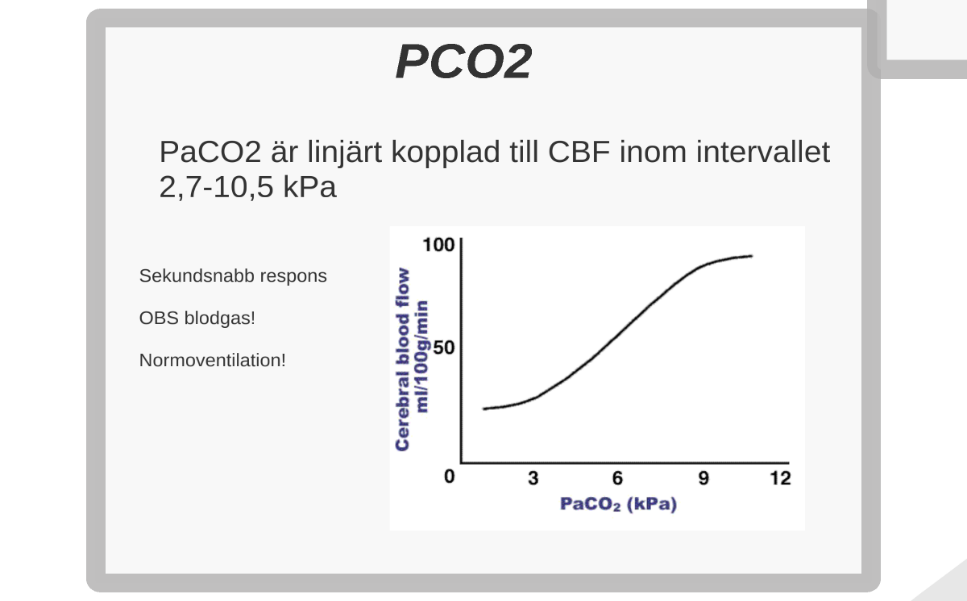 PCO2
PaCO2 är linjärt kopplad till CBF inom intervallet
2,7-10,5 kPa
Sekundsnabb respons
OBS blodgas!
Normoventilation!
Cerebral blood flow
ml/100g/min
100
50
0
3
6
9
12
PaCO₂ (kPa)